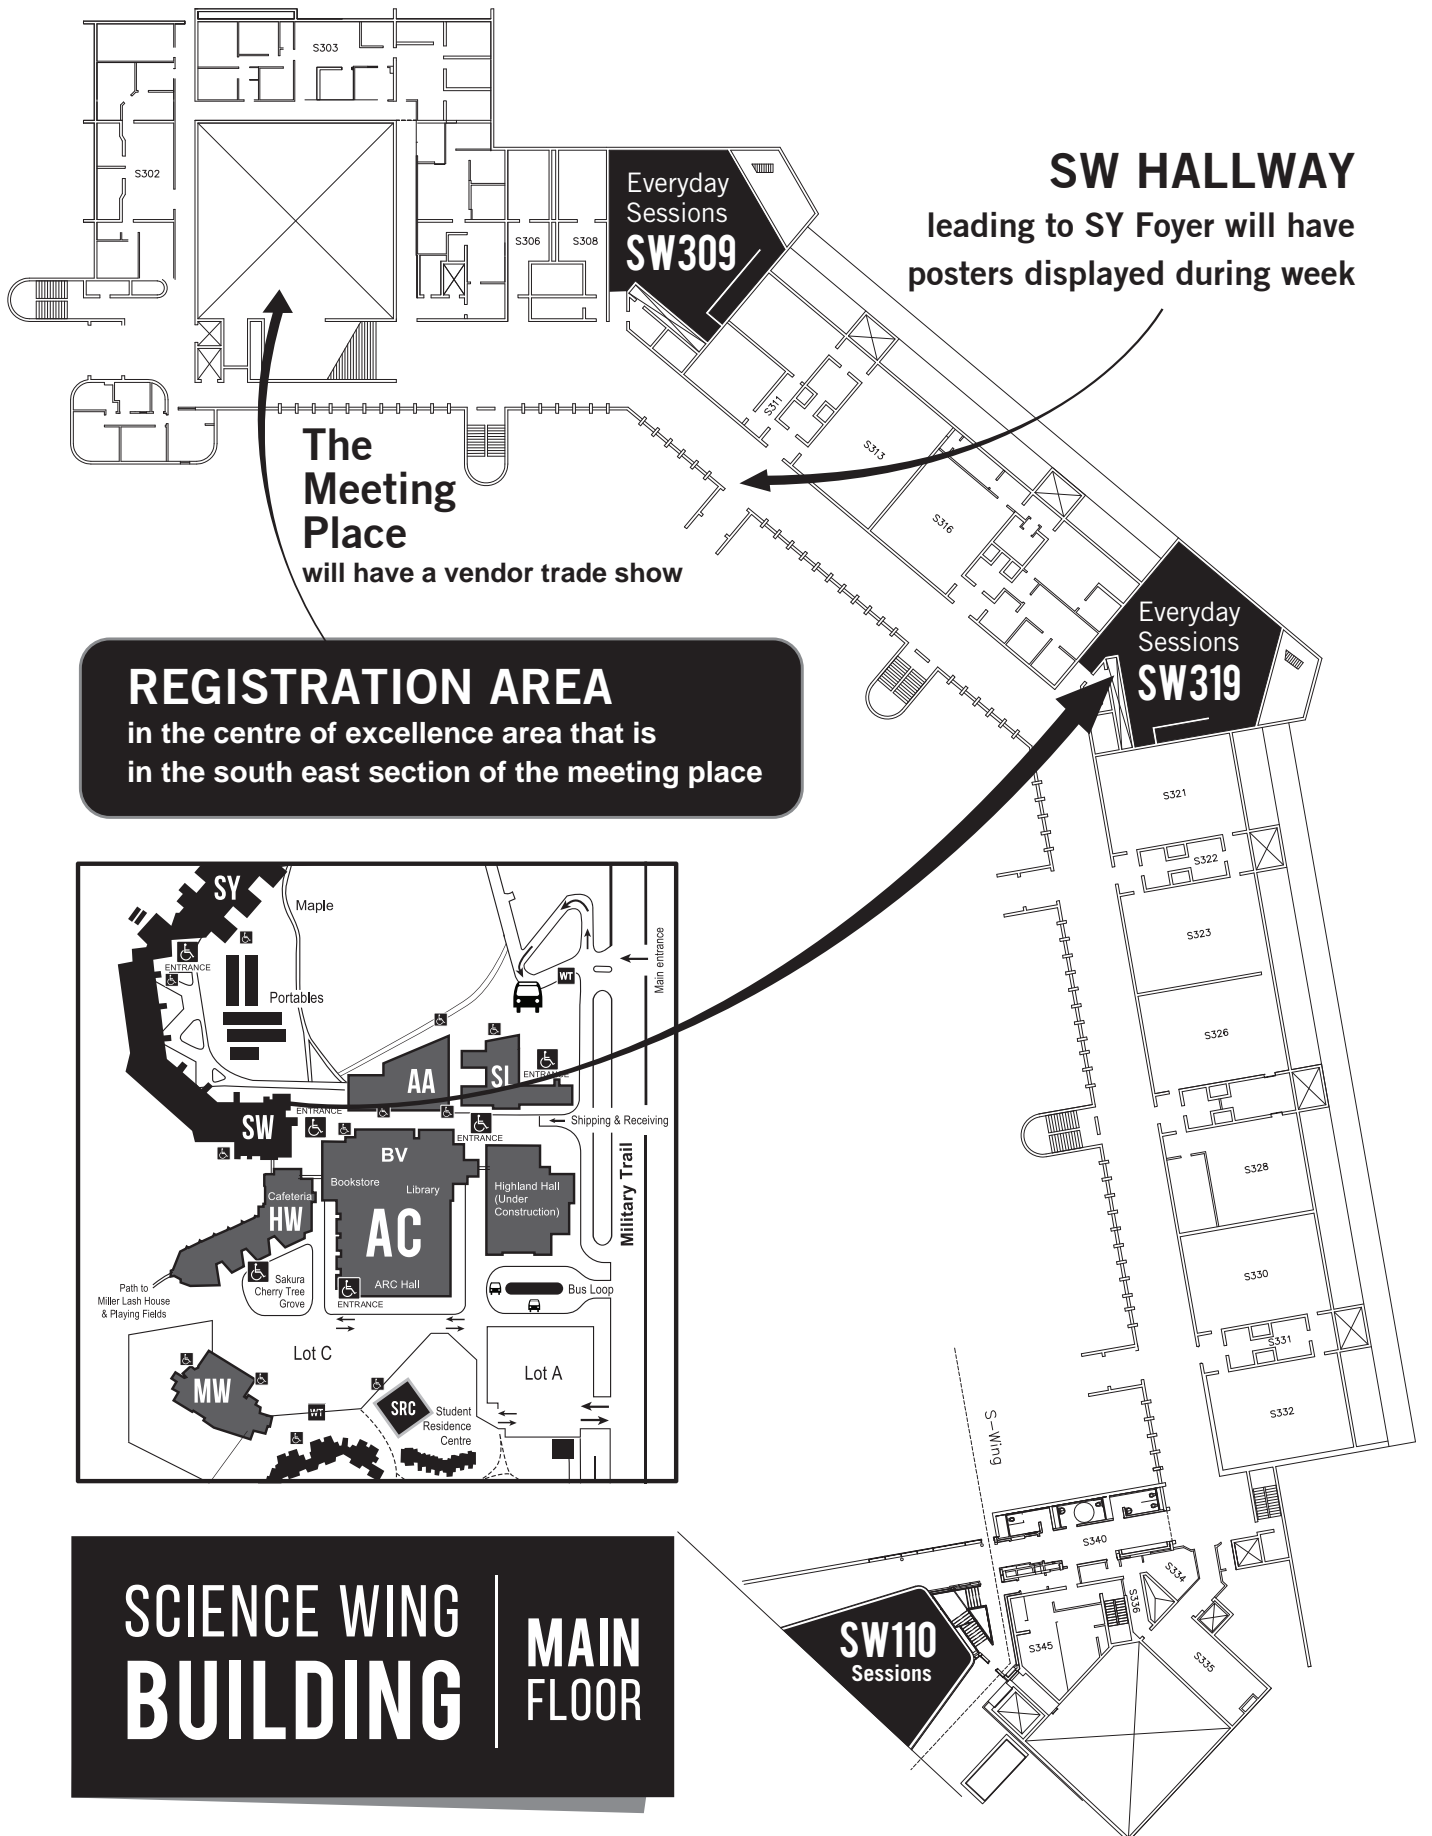 S303
S302
S306
S308
Everyday
Sessions
SW309
SW HALLWAY
leading to SY Foyer will have
posters displayed during week
S311
S313
S316
The
Meeting
Place
will have a vendor trade show
REGISTRATION AREA
in the centre of excellence area that is
in the south east section of the meeting place
Everyday
Sessions
SW319
S321
S322
S323
S326
S328
S330
S331
S332
S-Wing
S340
S334
S336
S345
S335
SW110
Sessions
SY
Maple
ENTRANCE
Portables
WT
Main entrance
AA
SL
ENTRANCE
SW
ENTRANCE
Shipping & Receiving
ENTRANCE
BV
Bookstore
Library
Highland Hall
(Under
Construction)
Military Trail
Cafeteria
HW
AC
ARC Hall
ENTRANCE
Sakura
Cherry Tree
Grove
Path to
Miller Lash House
& Playing Fields
Bus Loop
Lot C
Lot A
MW
WT
SRC
Student
Residence
Centre
SCIENCE WING
BUILDING
MAIN
FLOOR